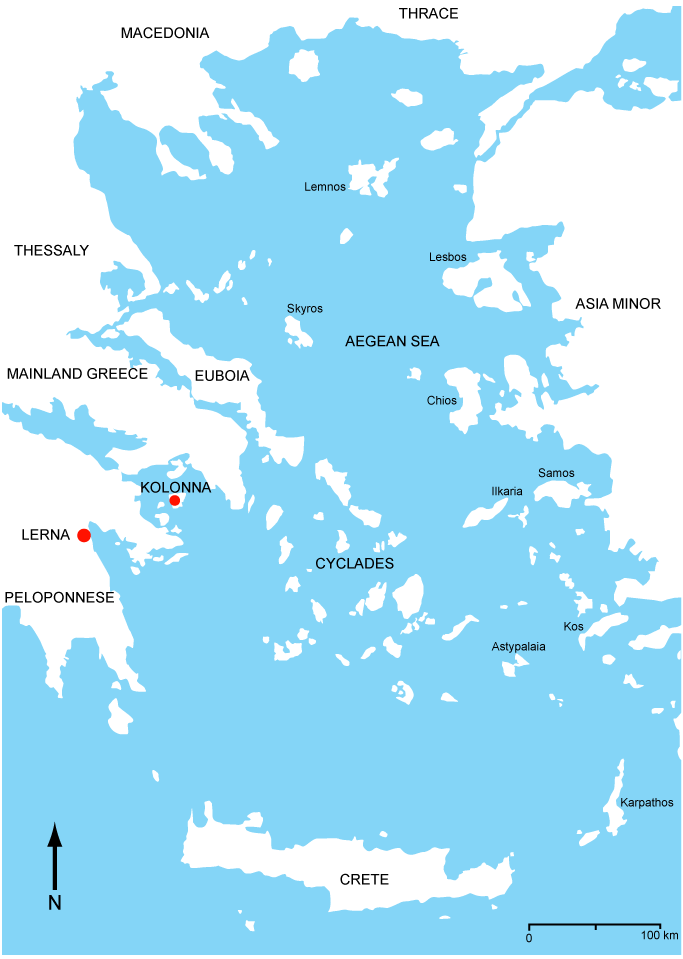 THRACE
MACEDONIA
Lemnos
THESSALY
Lesbos
ASIA MINOR
Skyros
AEGEAN SEA
MAINLAND GREECE
EUBOIA
Chios
Samos
KOLONNA
Ilkaria
LERNA
CYCLADES
PELOPONNESE
Kos
Astypalaia
Karpathos
CRETE
N
0
100 km